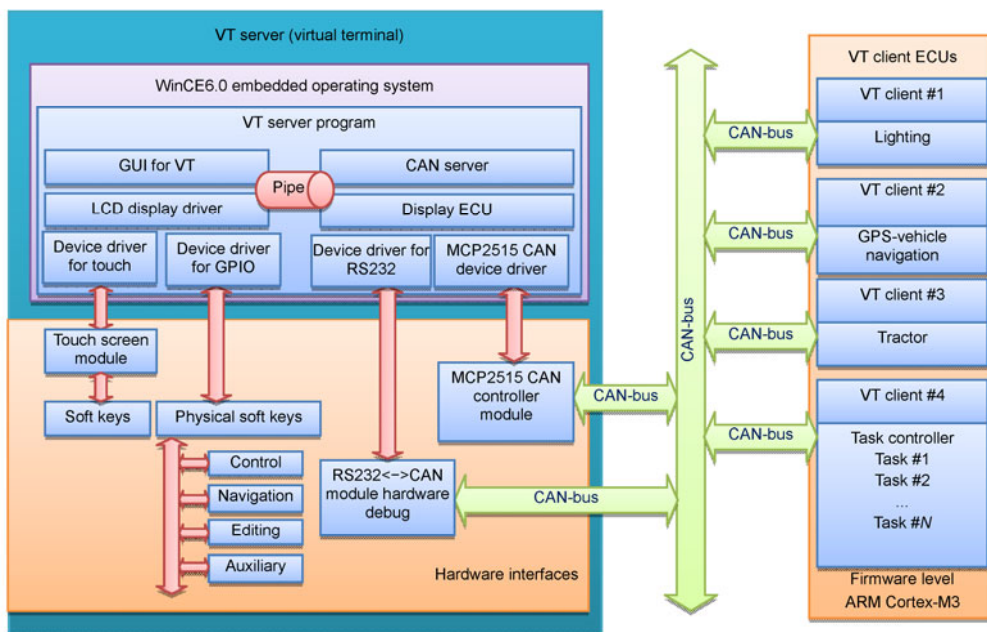 VT server (virtual terminal)
WinCE6.0 embedded operating system
VT server program
GUI for VT
CAN server
Pipe
LCD display driver
Display ECU
Device driver
for touch
Device driver
for GPIO
Device driver for
RS232
MCP2515 CAN
device driver
Touch screen
module
Soft keys
Physical soft keys
Control
Navigation
Editing
Auxiliary
MCP2515 CAN
controller
module
RS232<−>CAN
module hardware
debug
Hardware interfaces
CAN-bus
CAN-bus
CAN-bus
CAN-bus
CAN-bus
CAN-bus
CAN-bus
VT client ECUs
VT client #1
Lighting
VT client #2
GPS-vehicle
navigation
VT client #3
Tractor
VT client #4
Task controller
Task #1
Task #2
...
Task #N
Firmware level
ARM Cortex-M3